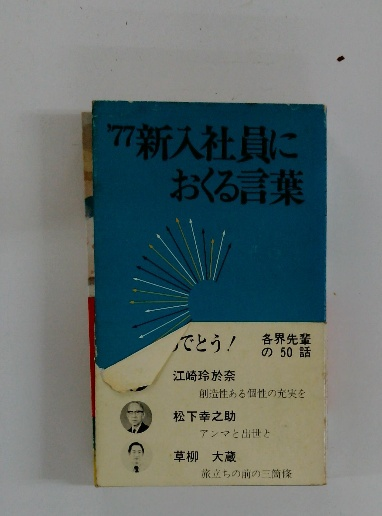 '77新入社員に
おくる言葉
でとう!
各界先輩
の50話
江崎玲於奈
創造性ある個性の充実を
松下幸之助
アンマと出世と
草柳 大蔵
旅立ちの前の三箇條